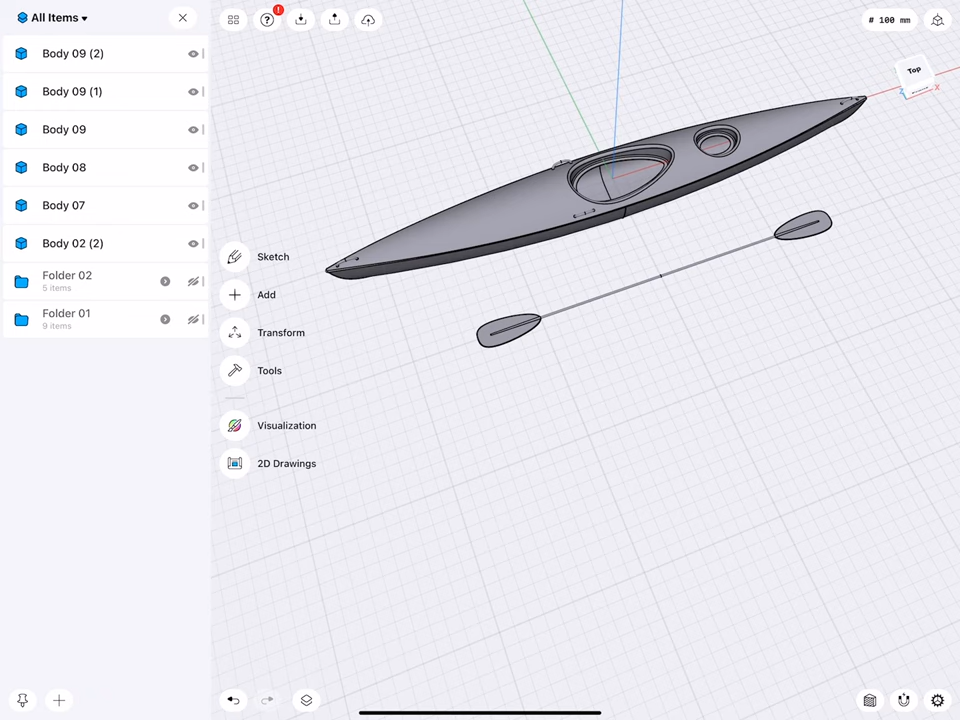 All Items
Body 09 (2)
Body 09 (1)
Body 09
Body 08
Body 07
Body 02 (2)
Folder 02
5 items
Folder 01
9 items
Sketch
Add
Transform
Tools
Visualization
2D Drawings
?
!
# 100 mm
Top
Z
X